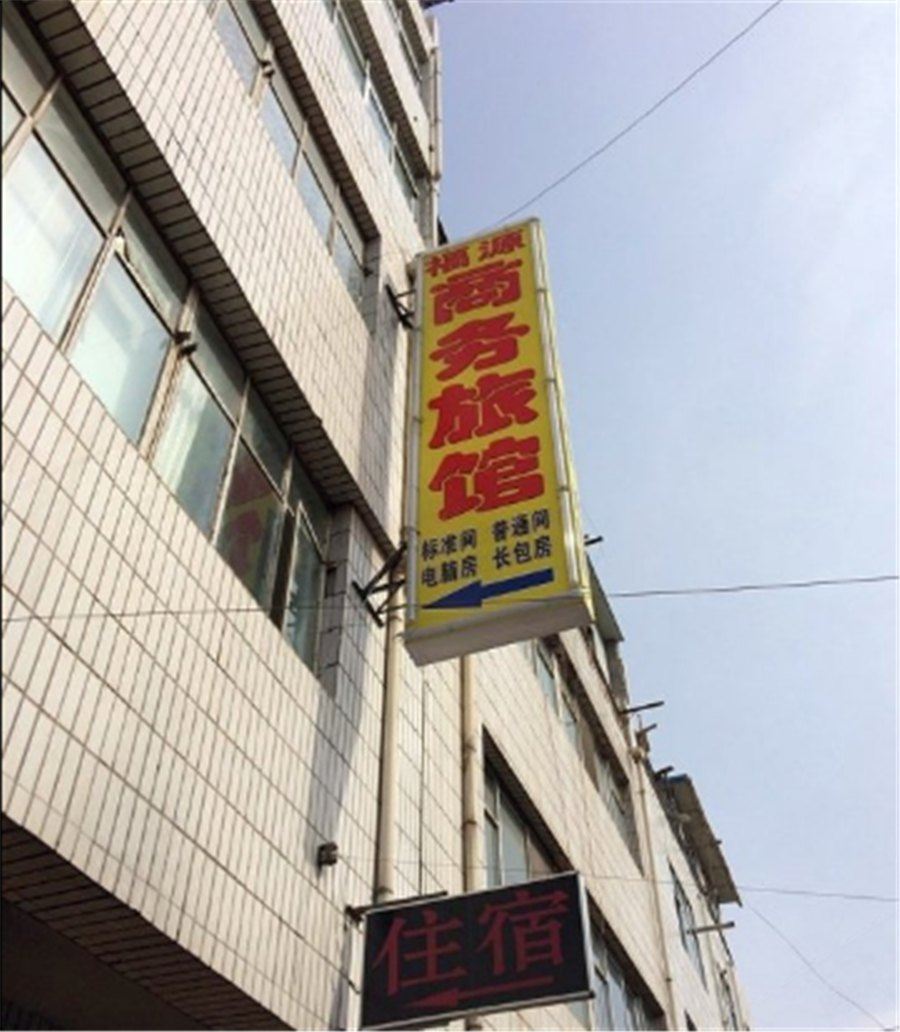 福源
商务旅馆
标准间 普通间
电脑房 长包房
住宿